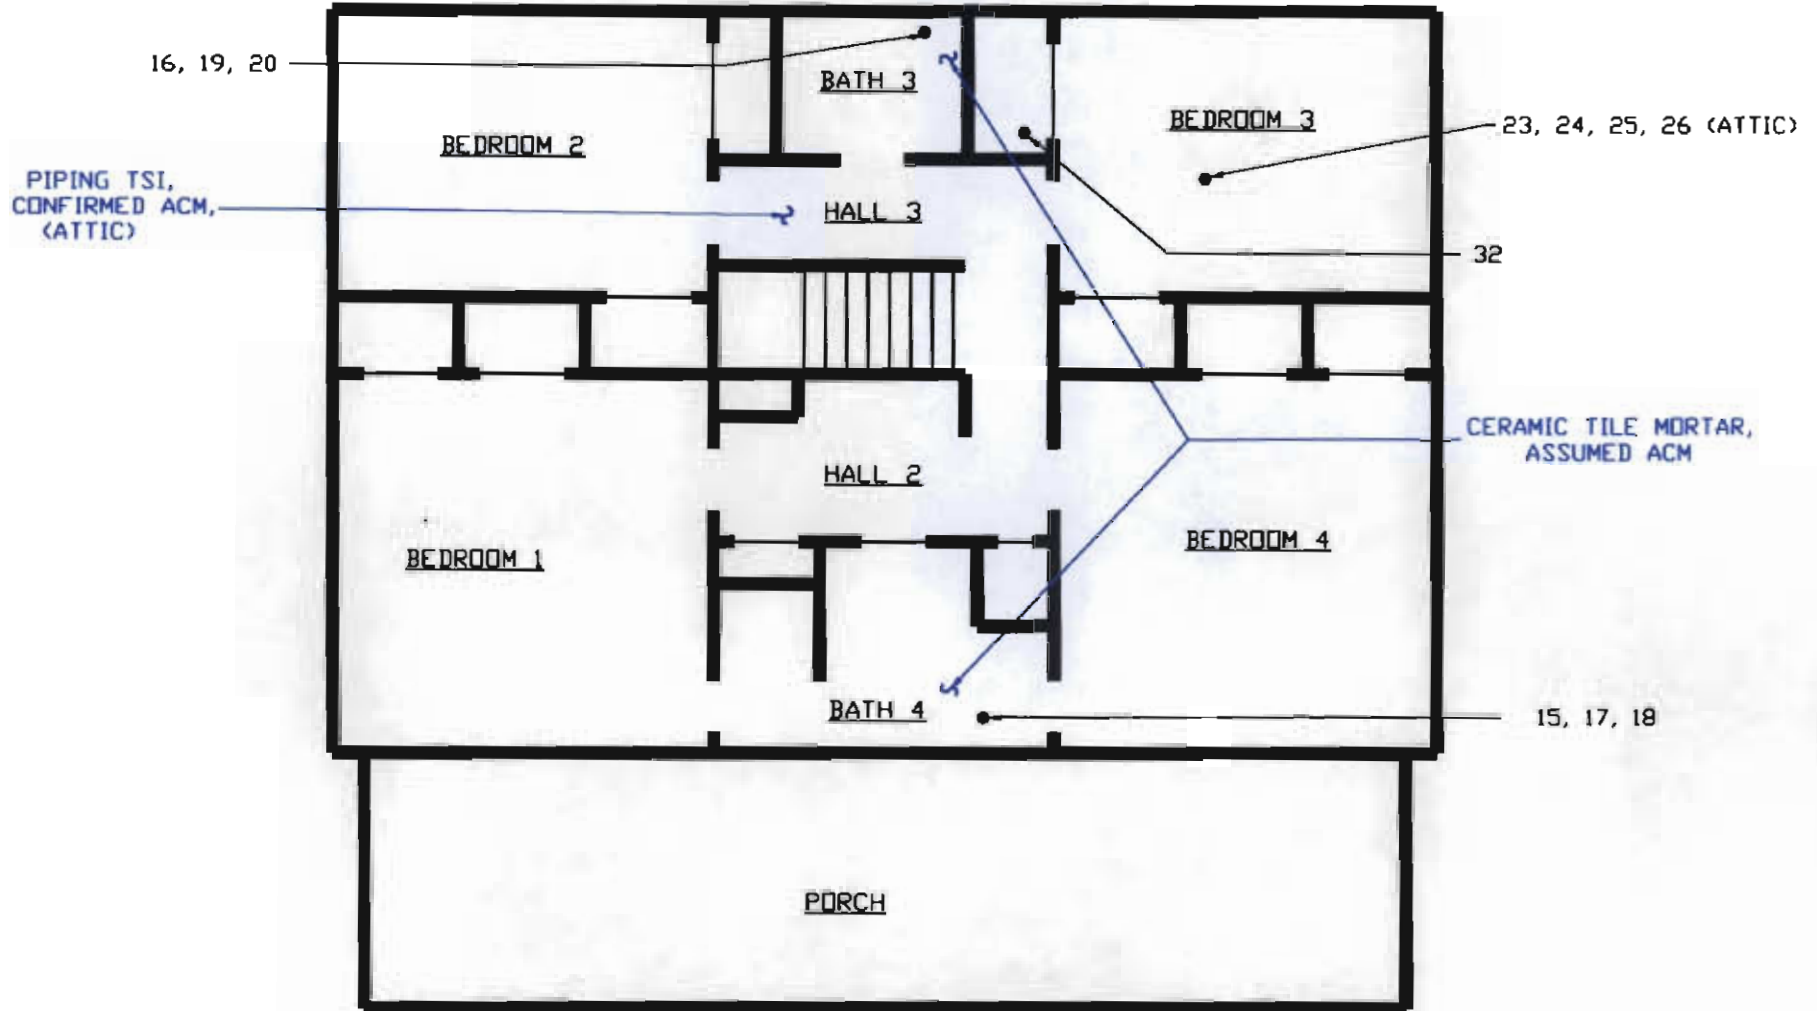 16, 19, 20
BATH 3
BEDROOM 2
BEDROOM 3
23, 24, 25, 26 (ATTIC)
PIPING TSI,
CONFIRMED ACM,
(ATTIC)
HALL 3
32
CERAMIC TILE MORTAR,
ASSUMED ACM
HALL 2
BEDROOM 1
BEDROOM 4
BATH 4
15, 17, 18
PORCH